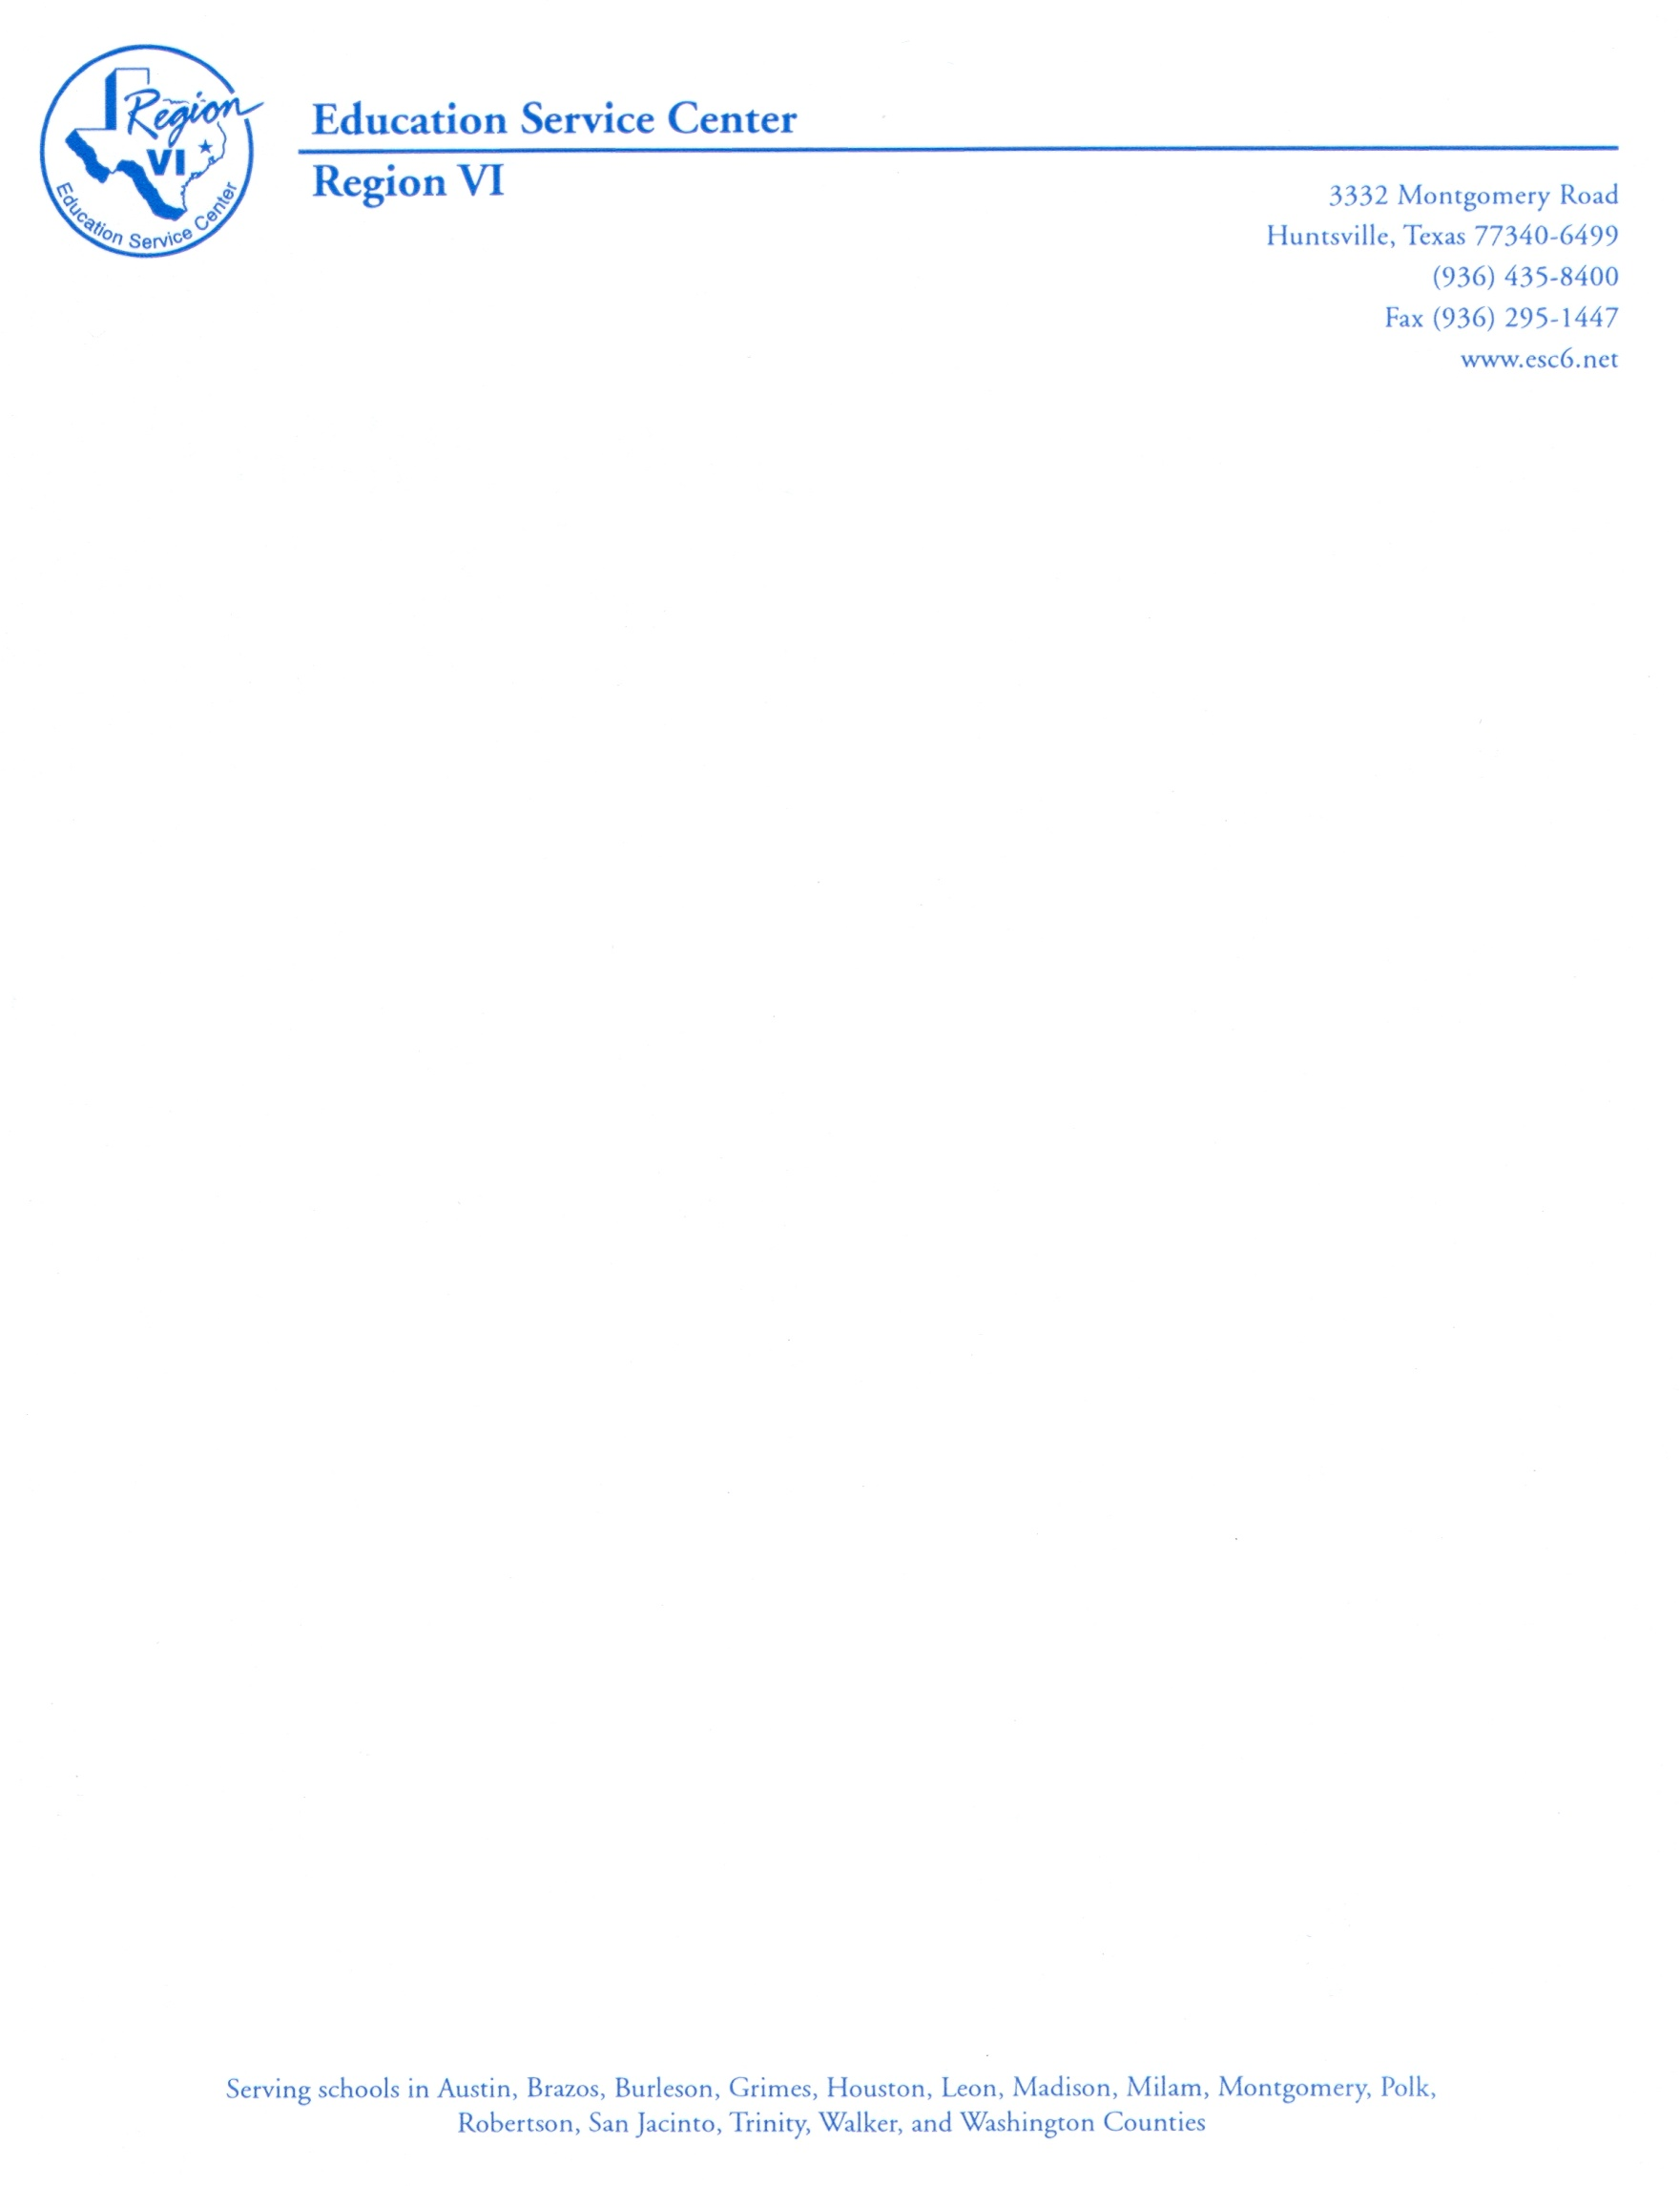 Region
VI
Education Service Center
Education Service Center
Region VI
3332 Montgomery Road
Huntsville, Texas 77340-6499
(936) 435-8400
Fax (936) 295-1447
www.esc6.net
Serving schools in Austin, Brazos, Burleson, Grimes, Houston, Leon, Madison, Milam, Montgomery, Polk,
Robertson, San Jacinto, Trinity, Walker, and Washington Counties